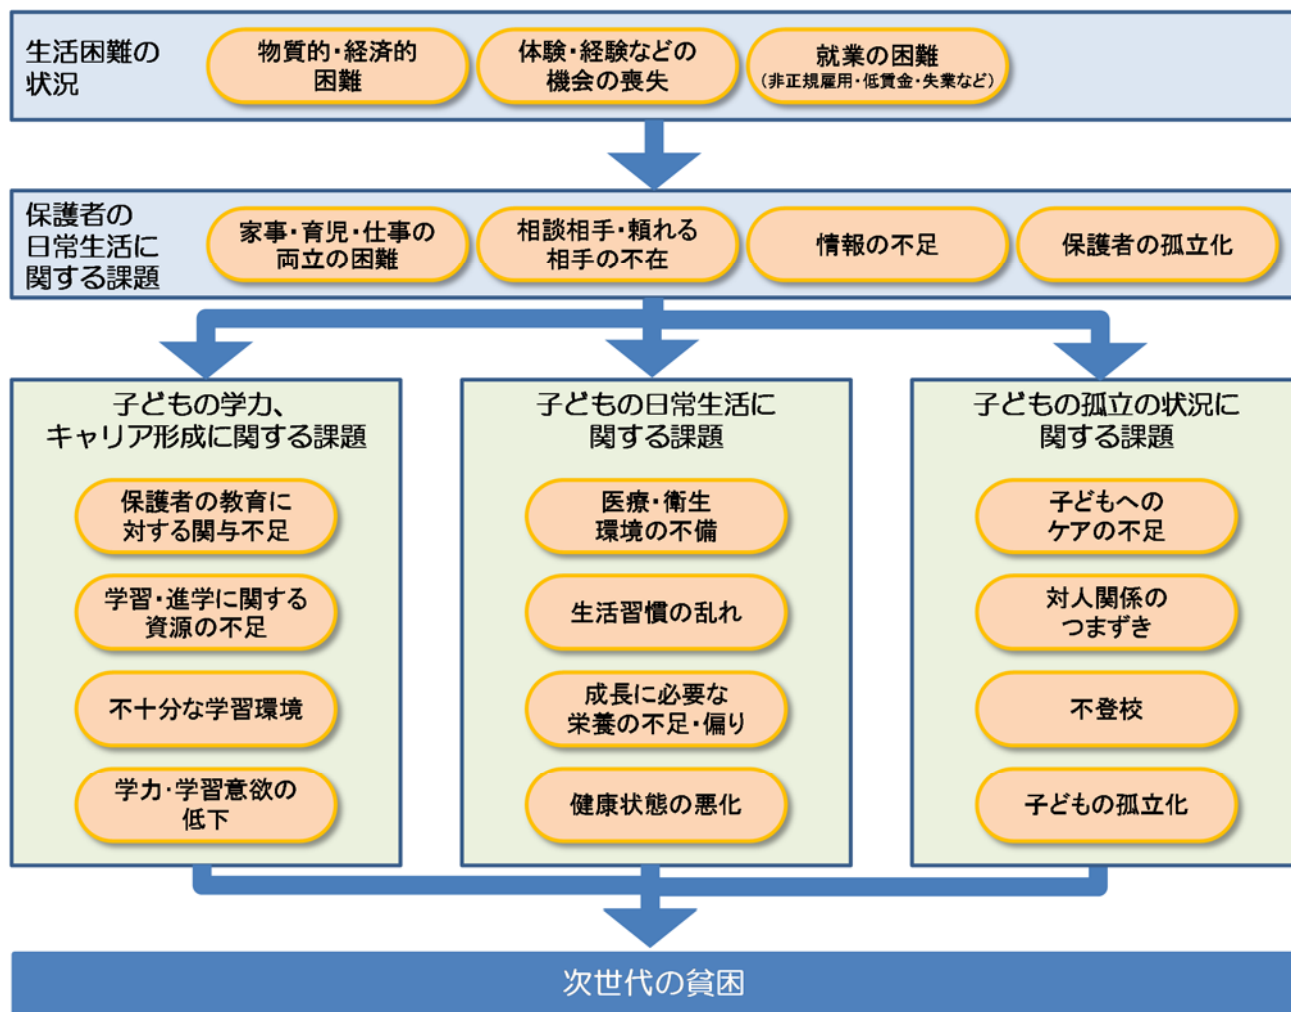 生活困難の
状況
物質的・経済的
困難
体験・経験などの
機会の喪失
就業の困難
(非正規雇用・低賃金・失業など)
保護者の
日常生活に
関する課題
家事・育児・仕事の
両立の困難
相談相手・頼れる
相手の不在
情報の不足
保護者の孤立化
子どもの学力、
キャリア形成に関する課題
保護者の教育に
対する関与不足
学習・進学に関する
資源の不足
不十分な学習環境
学力・学習意欲の
低下
子どもの日常生活に
関する課題
医療・衛生
環境の不備
生活習慣の乱れ
成長に必要な
栄養の不足・偏り
健康状態の悪化
子どもの孤立の状況に
関する課題
子どもへの
ケアの不足
対人関係の
つまずき
不登校
子どもの孤立化
次世代の貧困